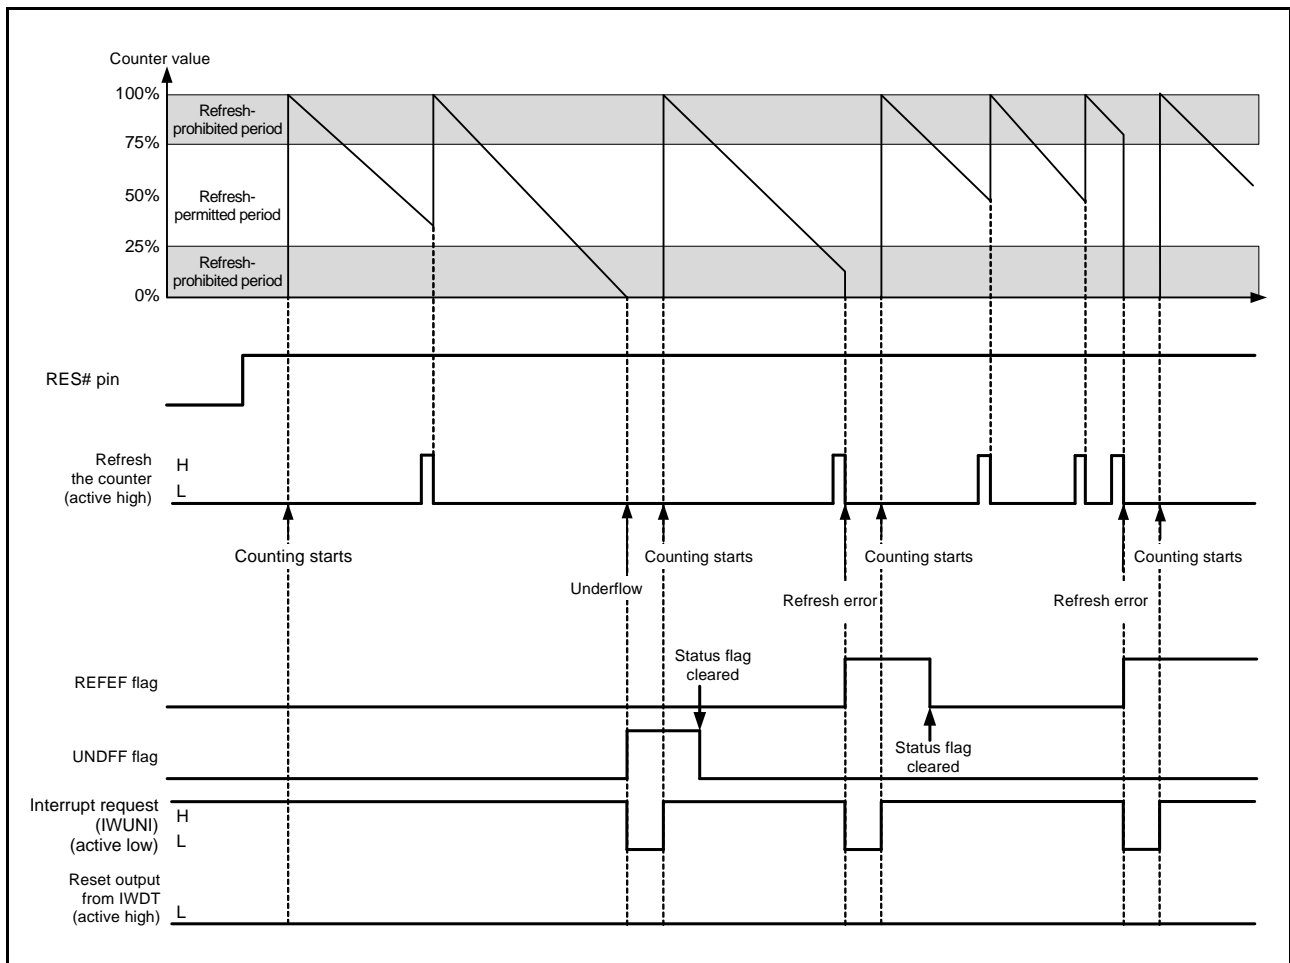 Counter value
100%
Refresh-
prohibited period
75%
50%
Refresh-
permitted period
25%
Refresh-
prohibited period
0%
RES# pin
Refresh
the counter
(active high)
H
L
Counting starts
Counting starts
Counting starts
Counting starts
Underflow
Refresh error
Refresh error
Status flag
cleared
REFEF flag
Status flag
cleared
UNDFF flag
Interrupt request
(IWUNI)
(active low)
H
L
Reset output
from IWDT
(active high)
L